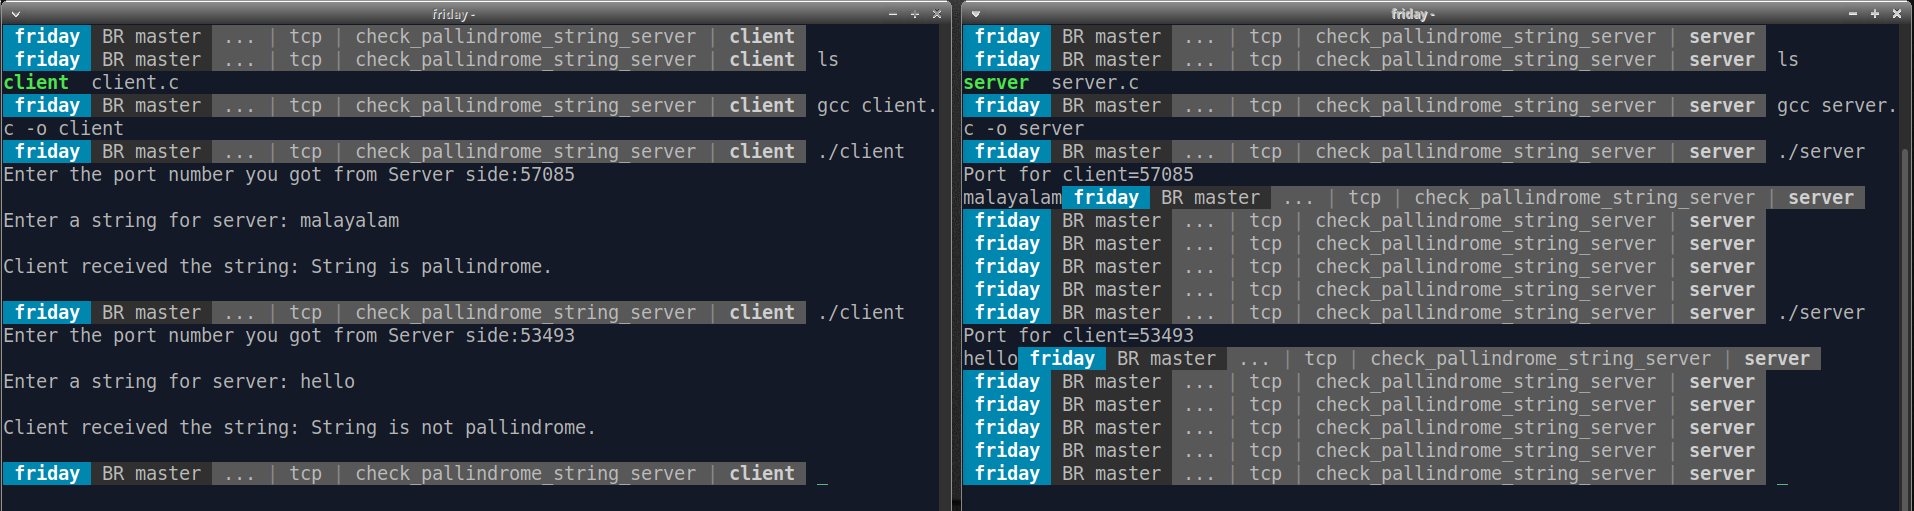 friday -
friday BR master ... | tcp | check_pallindrome_string_server | client
friday BR master ... | tcp | check_pallindrome_string_server | client ls
client client.c
friday BR master ... | tcp | check_pallindrome_string_server | client gcc client.
c -o client
friday BR master ... | tcp | check_pallindrome_string_server | client ./client
Enter the port number you got from Server side:57085
Enter a string for server: malayalam
Client received the string: String is pallindrome.
friday BR master ... | tcp | check_pallindrome_string_server | client ./client
Enter the port number you got from Server side:53493
Enter a string for server: hello
Client received the string: String is not pallindrome.
friday BR master ... | tcp | check_pallindrome_string_server | client _
friday -
friday BR master ... | tcp | check_pallindrome_string_server | server
friday BR master ... | tcp | check_pallindrome_string_server | server ls
server server.c
friday BR master ... | tcp | check_pallindrome_string_server | server gcc server.
c -o server
friday BR master ... | tcp | check_pallindrome_string_server | server ./server
Port for client=57085
malayalam friday BR master ... | tcp | check_pallindrome_string_server | server
friday BR master ... | tcp | check_pallindrome_string_server | server
friday BR master ... | tcp | check_pallindrome_string_server | server
friday BR master ... | tcp | check_pallindrome_string_server | server
friday BR master ... | tcp | check_pallindrome_string_server | server
friday BR master ... | tcp | check_pallindrome_string_server | server ./server
Port for client=53493
hello friday BR master ... | tcp | check_pallindrome_string_server | server
friday BR master ... | tcp | check_pallindrome_string_server | server
friday BR master ... | tcp | check_pallindrome_string_server | server
friday BR master ... | tcp | check_pallindrome_string_server | server
friday BR master ... | tcp | check_pallindrome_string_server | server
friday BR master ... | tcp | check_pallindrome_string_server | server _